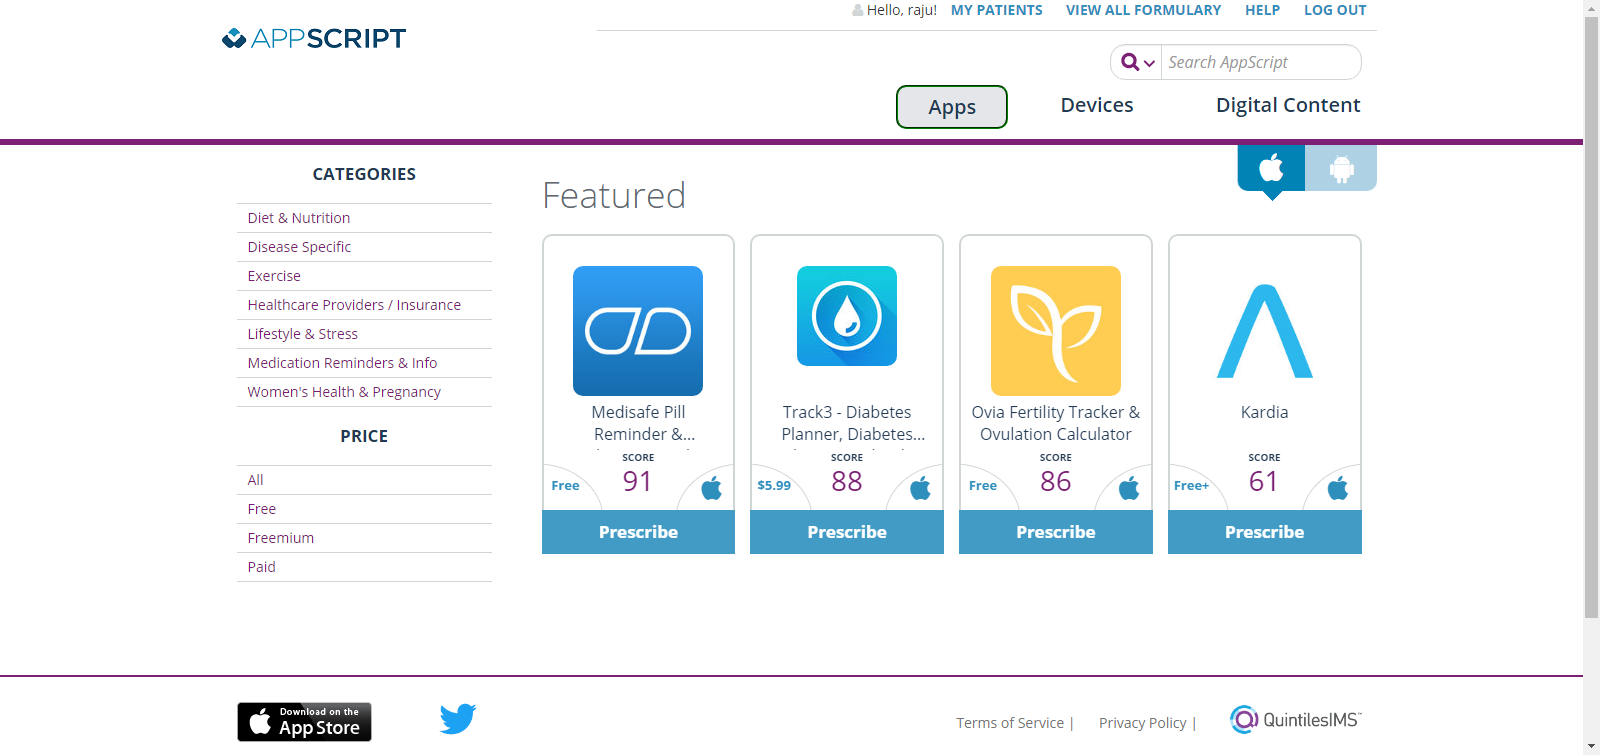 Hello, raju! MY PATIENTS VIEW ALL FORMULARY HELP LOG OUT
APPSCRIPT
Search AppScript
Apps Devices Digital Content
CATEGORIES
Diet & Nutrition
Disease Specific
Exercise
Healthcare Providers / Insurance
Lifestyle & Stress
Medication Reminders & Info
Women's Health & Pregnancy
PRICE
All
Free
Freemium
Paid
Featured
Medisafe Pill
Reminder &...
SCORE
Free 91
Prescribe
Track3 - Diabetes
Planner, Diabetes...
SCORE
$5.99 88
Prescribe
Ovia Fertility Tracker &
Ovulation Calculator
SCORE
Free 86
Prescribe
Kardia
SCORE
Free+ 61
Prescribe
Download on the
App Store
Terms of Service | Privacy Policy |
QuintilesIMS™